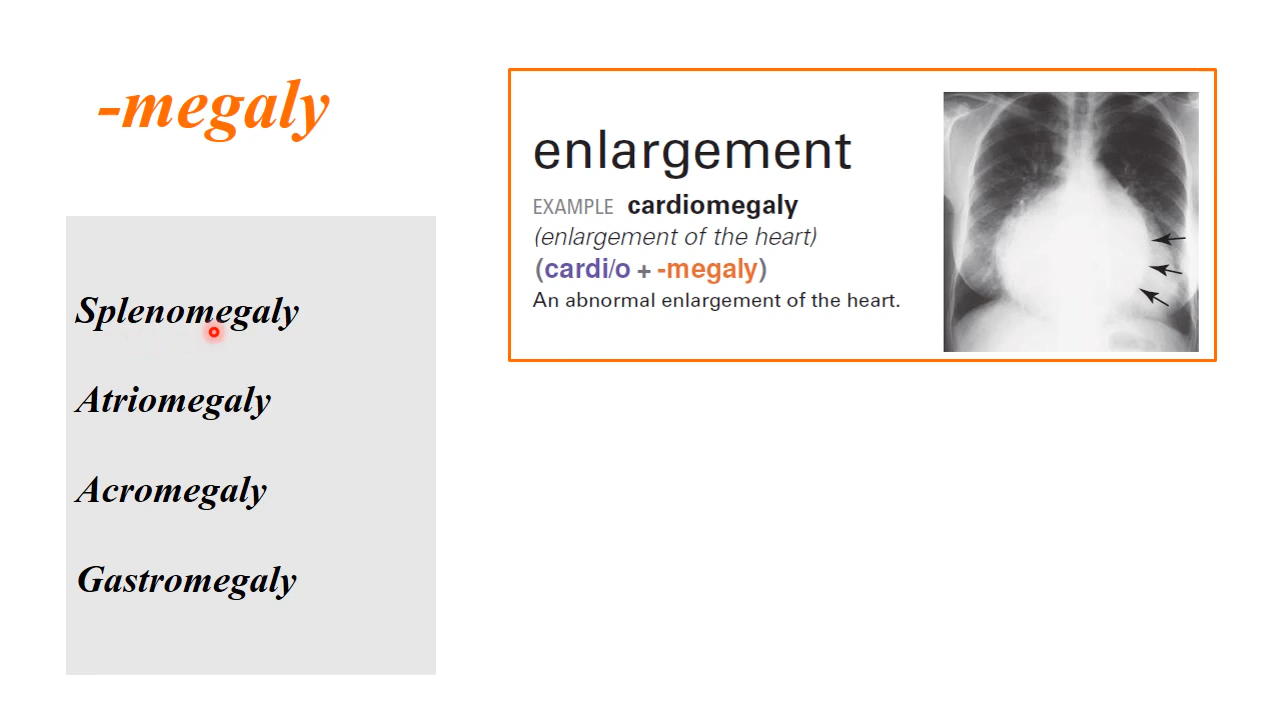 -megaly
Splenomegaly
Atriomegaly
Acromegaly
Gastromegaly
enlargement
EXAMPLE cardiomegaly
(enlargement of the heart)
(cardi/o + -megaly)
An abnormal enlargement of the heart.